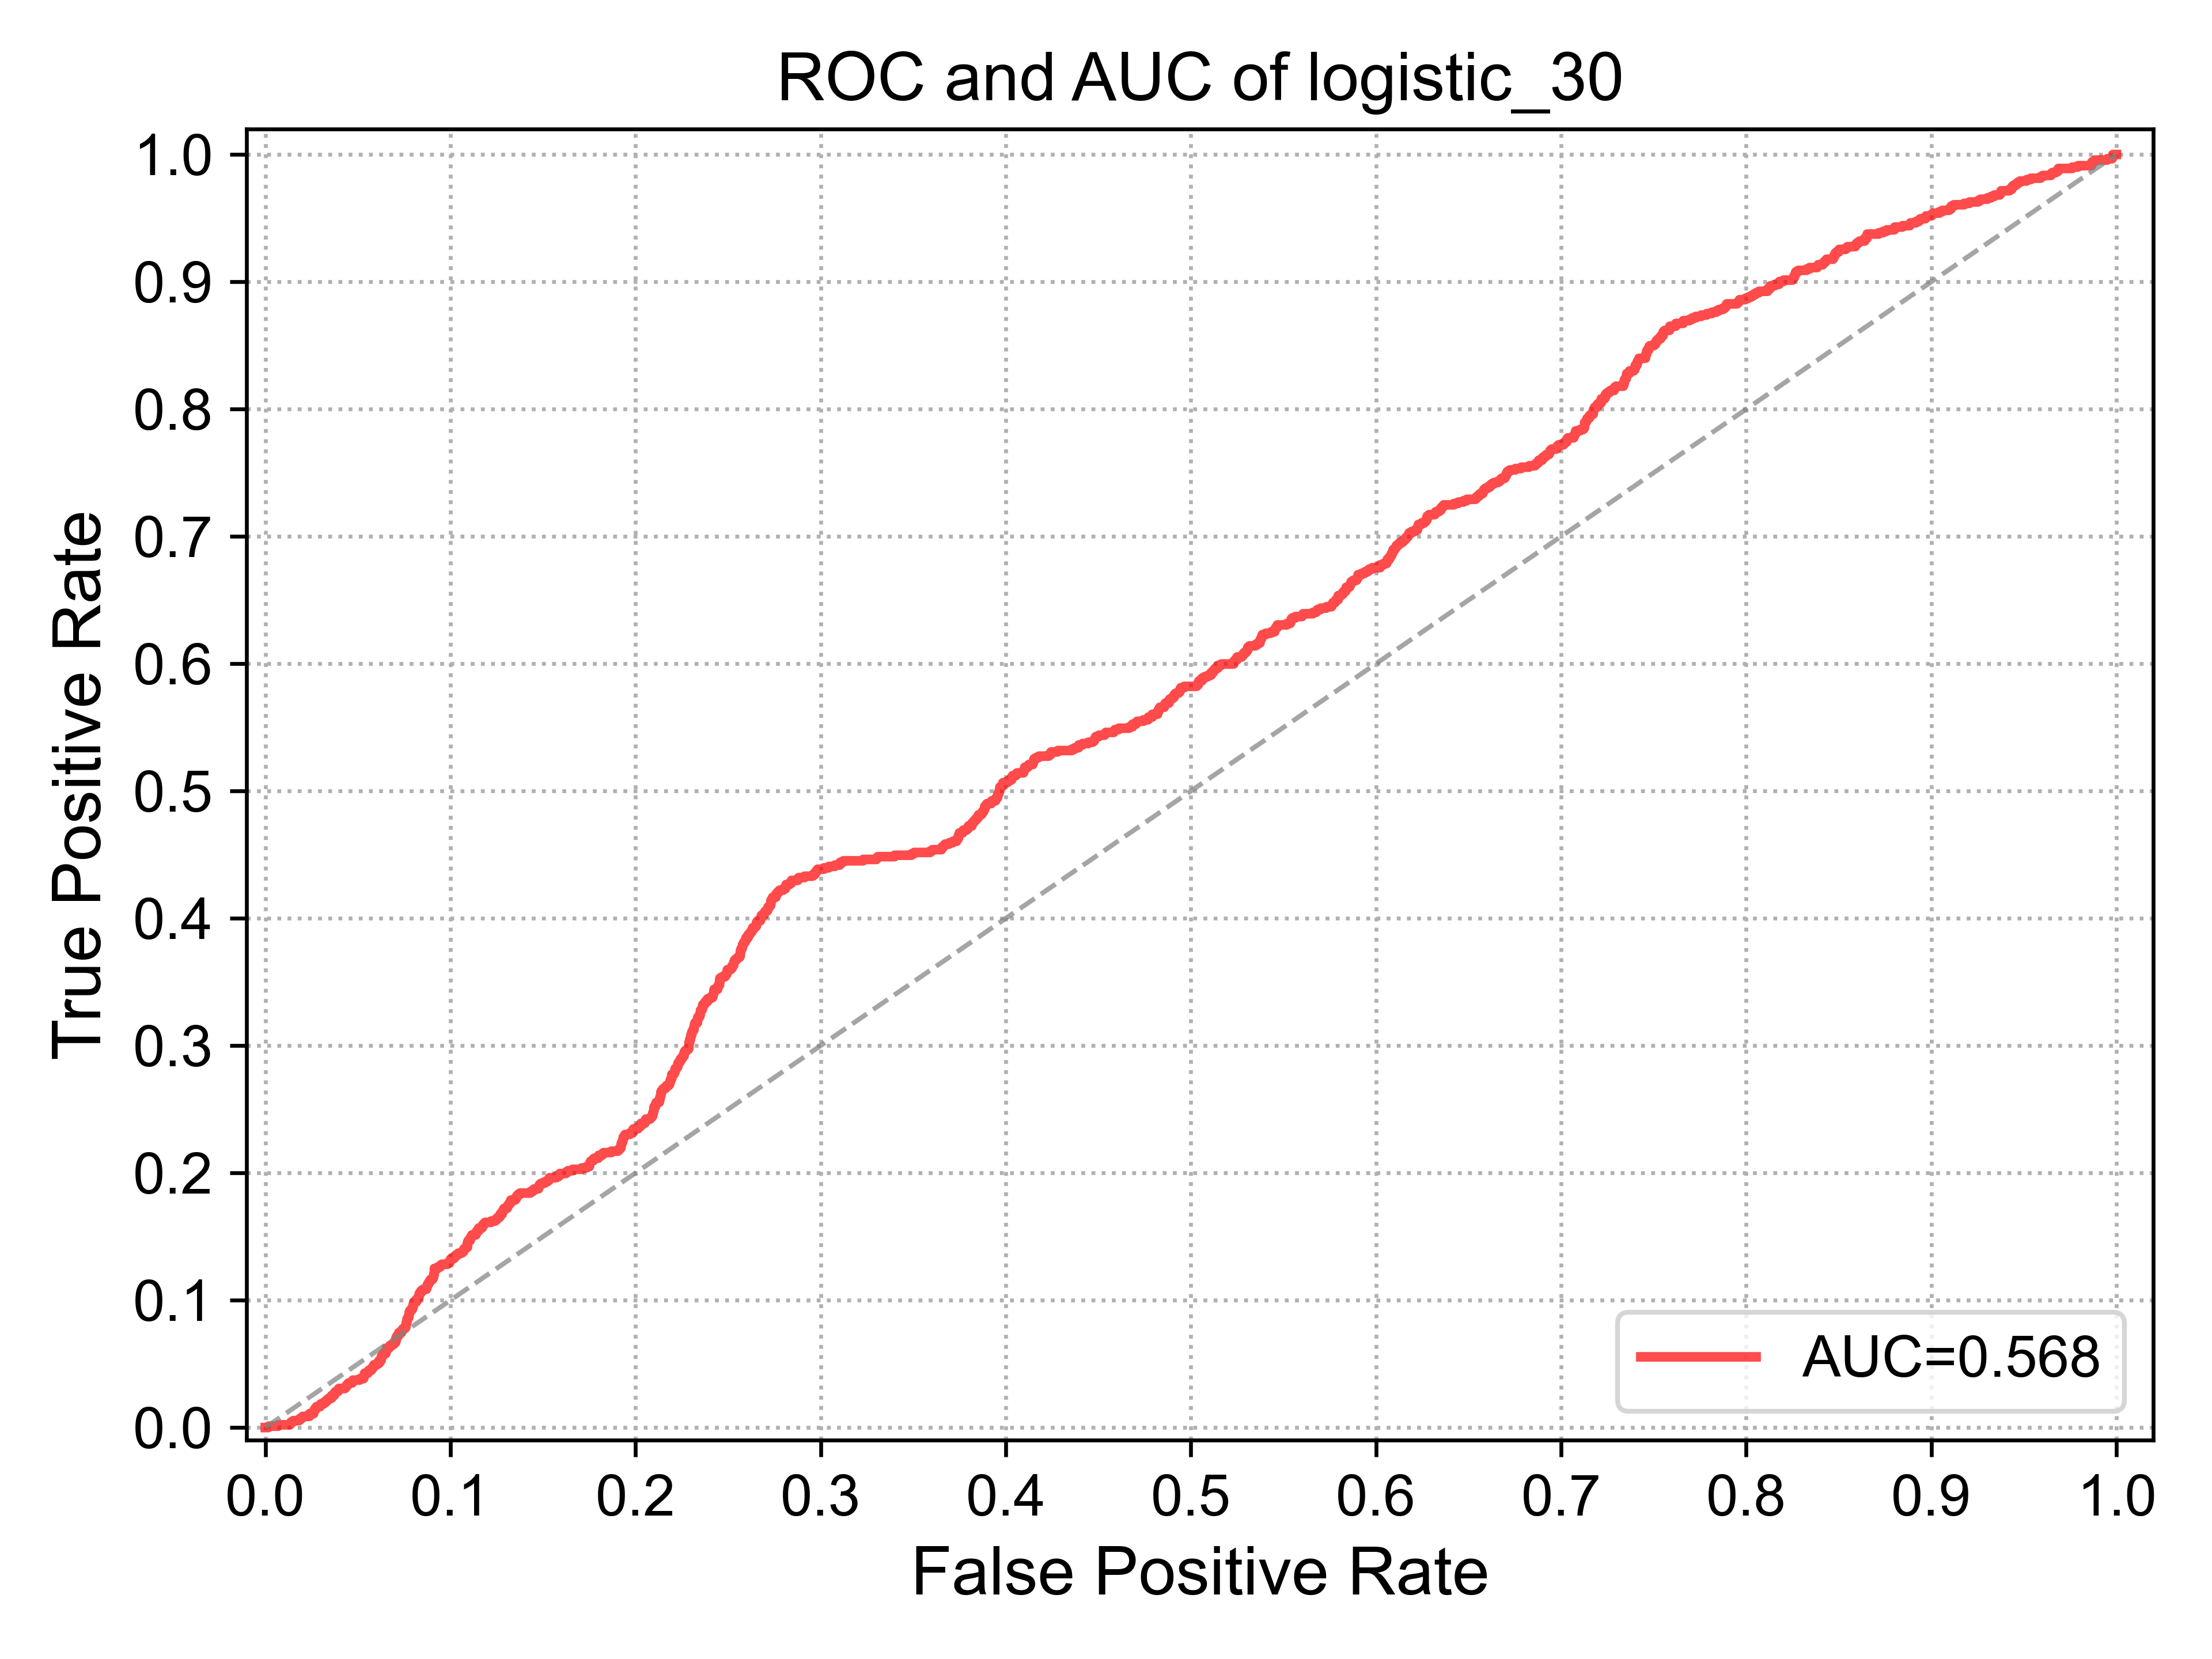 ROC and AUC of logistic_30
1.0
0.9
0.8
0.7
0.6
0.5
0.4
0.3
0.2
0.1
0.0
True Positive Rate
AUC=0.568
0.0 0.1 0.2 0.3 0.4 0.5 0.6 0.7 0.8 0.9 1.0
False Positive Rate